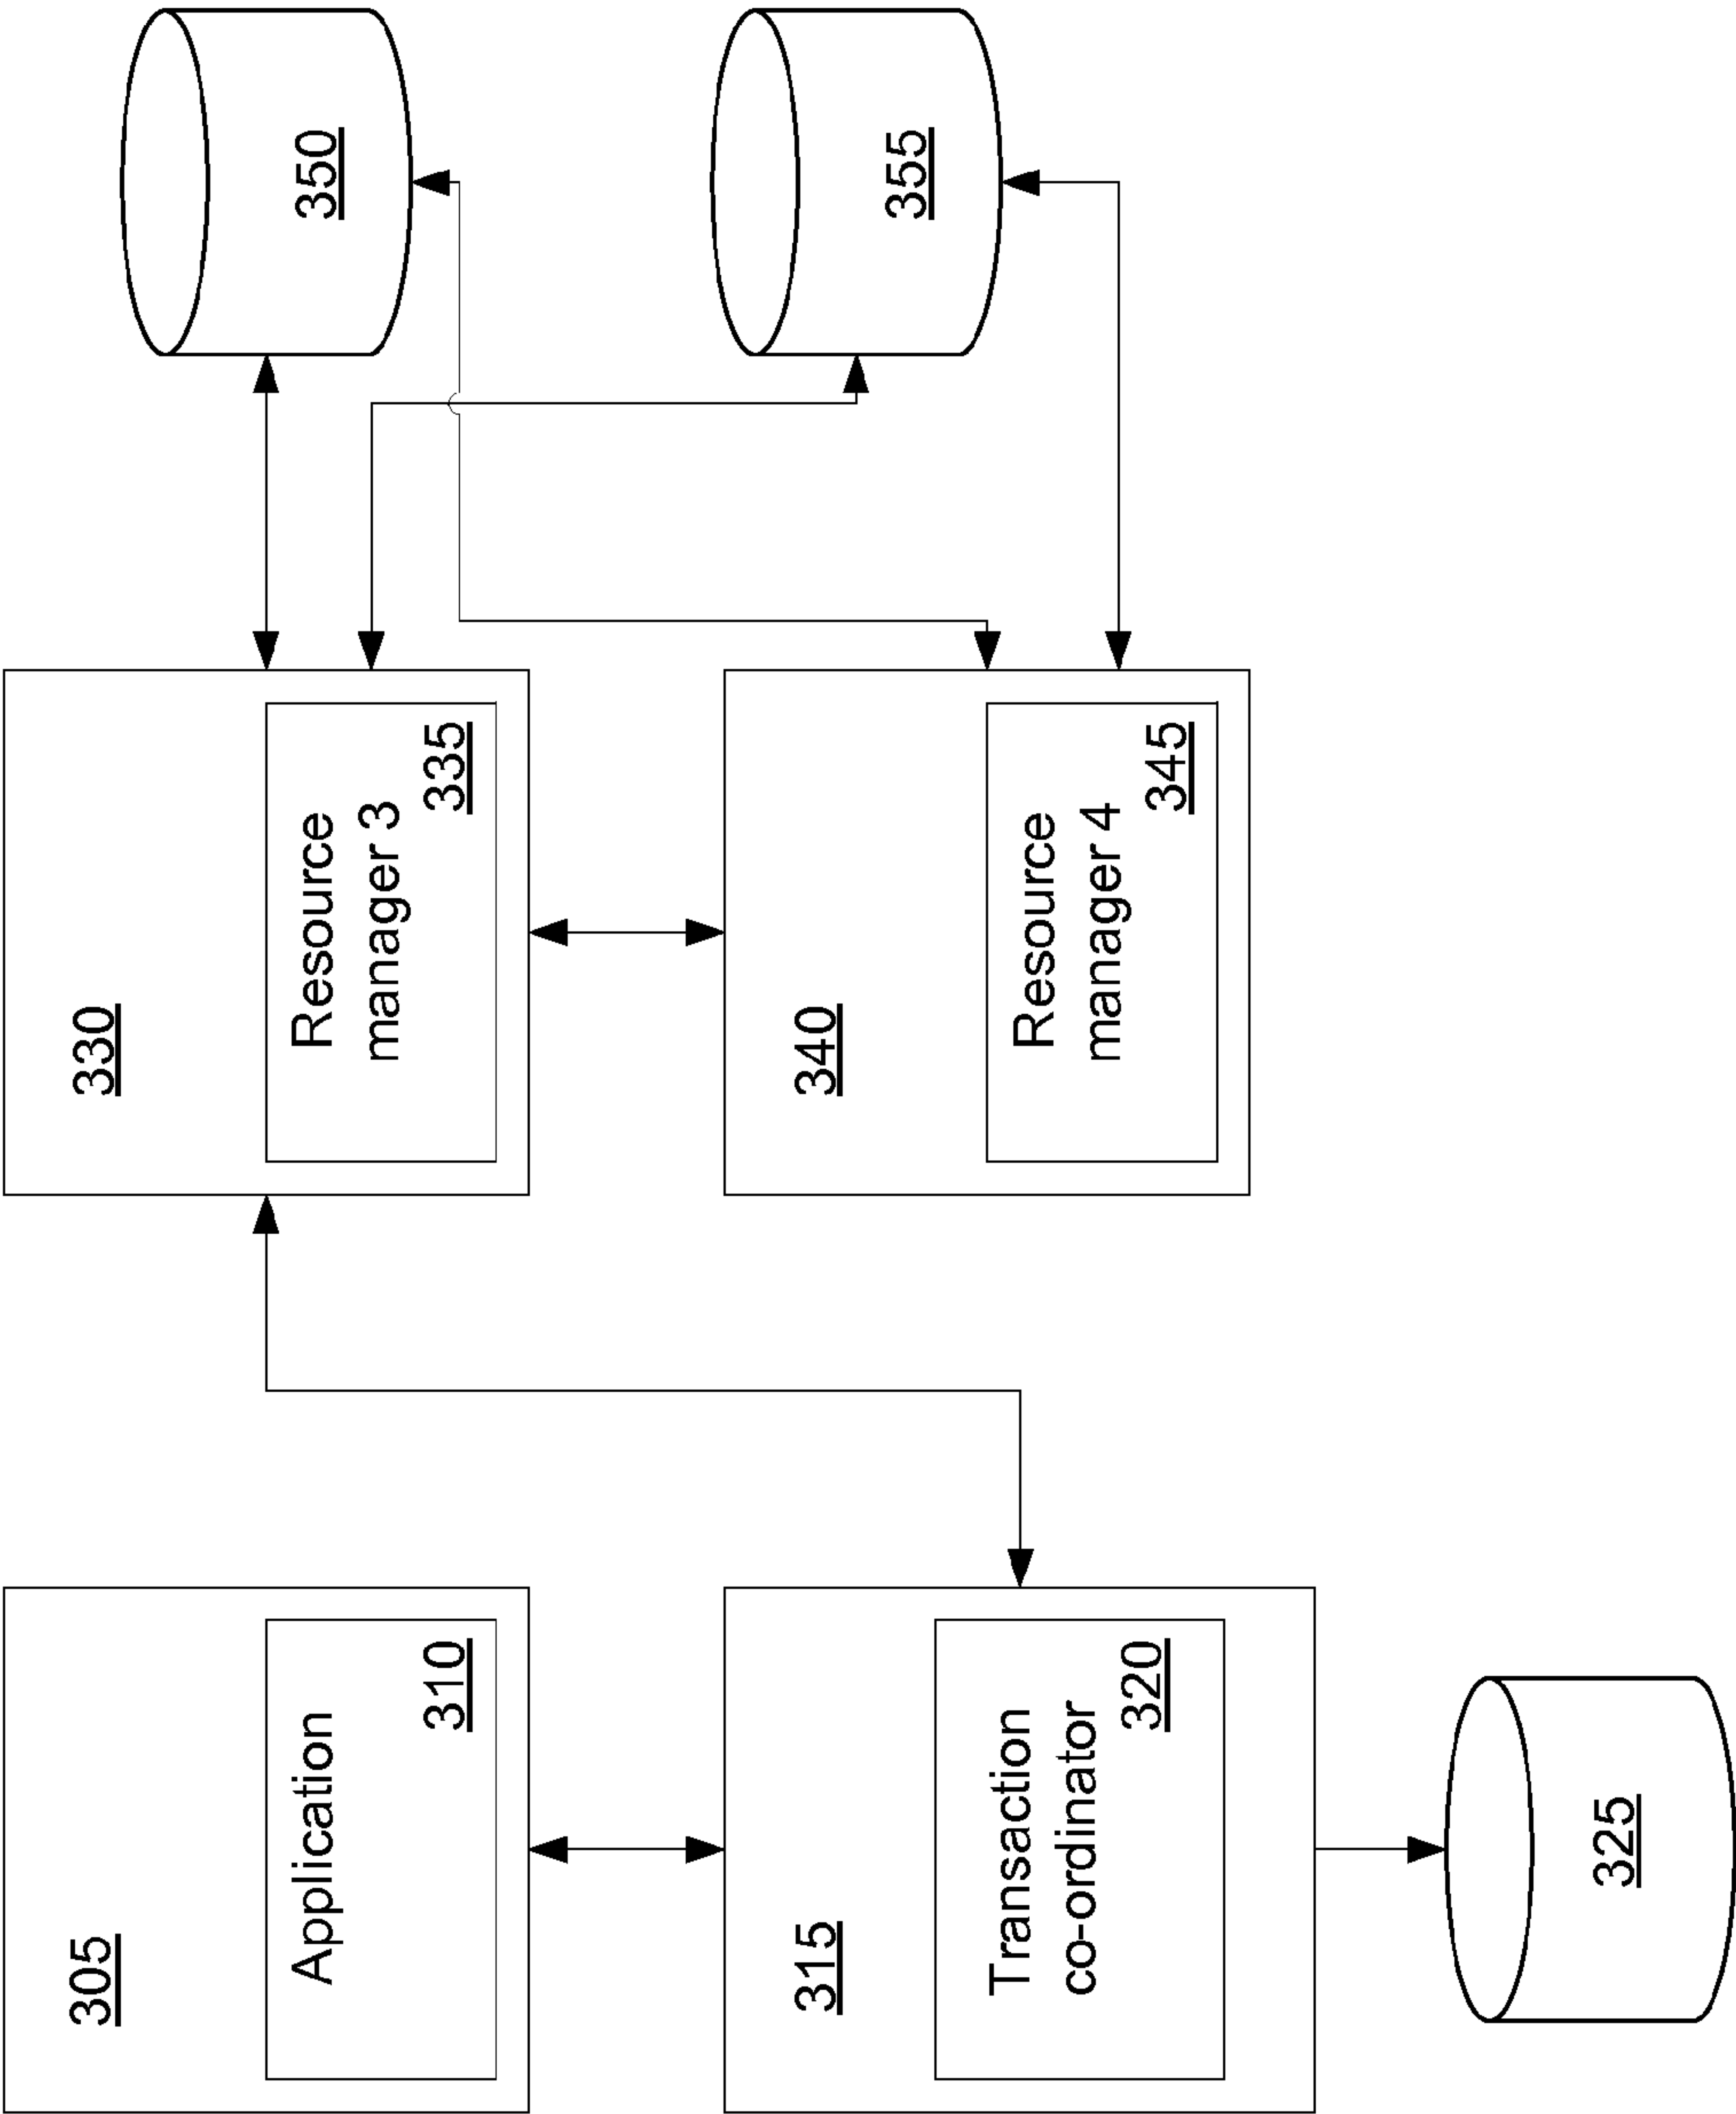 305
Application
310
330
Resource
manager 3
335
350
315
Transaction
co-ordinator
320
340
Resource
manager 4
345
355
325